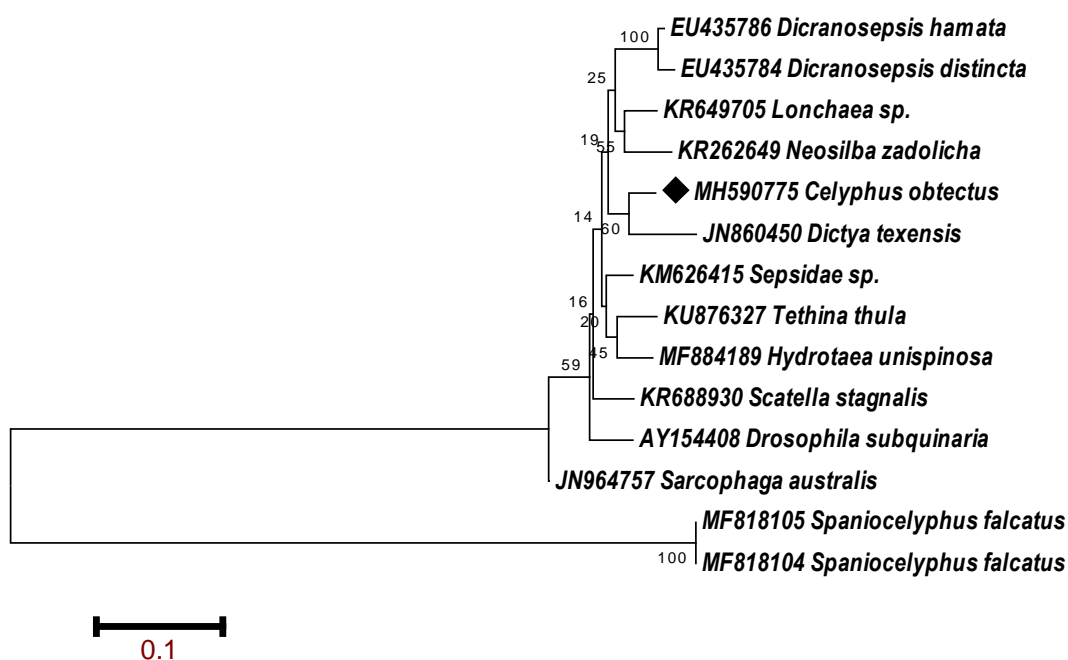 100
EU435786 Dicranosepsis hamata
EU435784 Dicranosepsis distincta
25
KR649705 Lonchaea sp.
19
55
KR262649 Neosilba zadolicha
MH590775 Celyphus obtectus
14
60
JN860450 Dictya texensis
KM626415 Sepsidae sp.
16
20
KU876327 Tethina thula
45
MF884189 Hydrotaea unispinosa
59
KR688930 Scatella stagnalis
AY154408 Drosophila subquinaria
JN964757 Sarcophaga australis
MF818105 Spaniocelyphus falcatus
100
MF818104 Spaniocelyphus falcatus
0.1